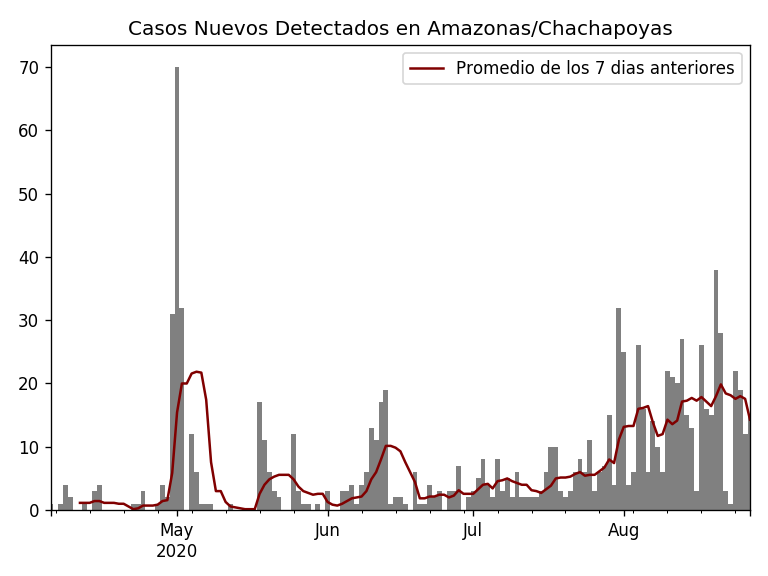 Casos Nuevos Detectados en Amazonas/Chachapoyas
Promedio de los 7 dias anteriores
70
60
50
40
30
20
10
0
May
2020
Jun
Jul
Aug